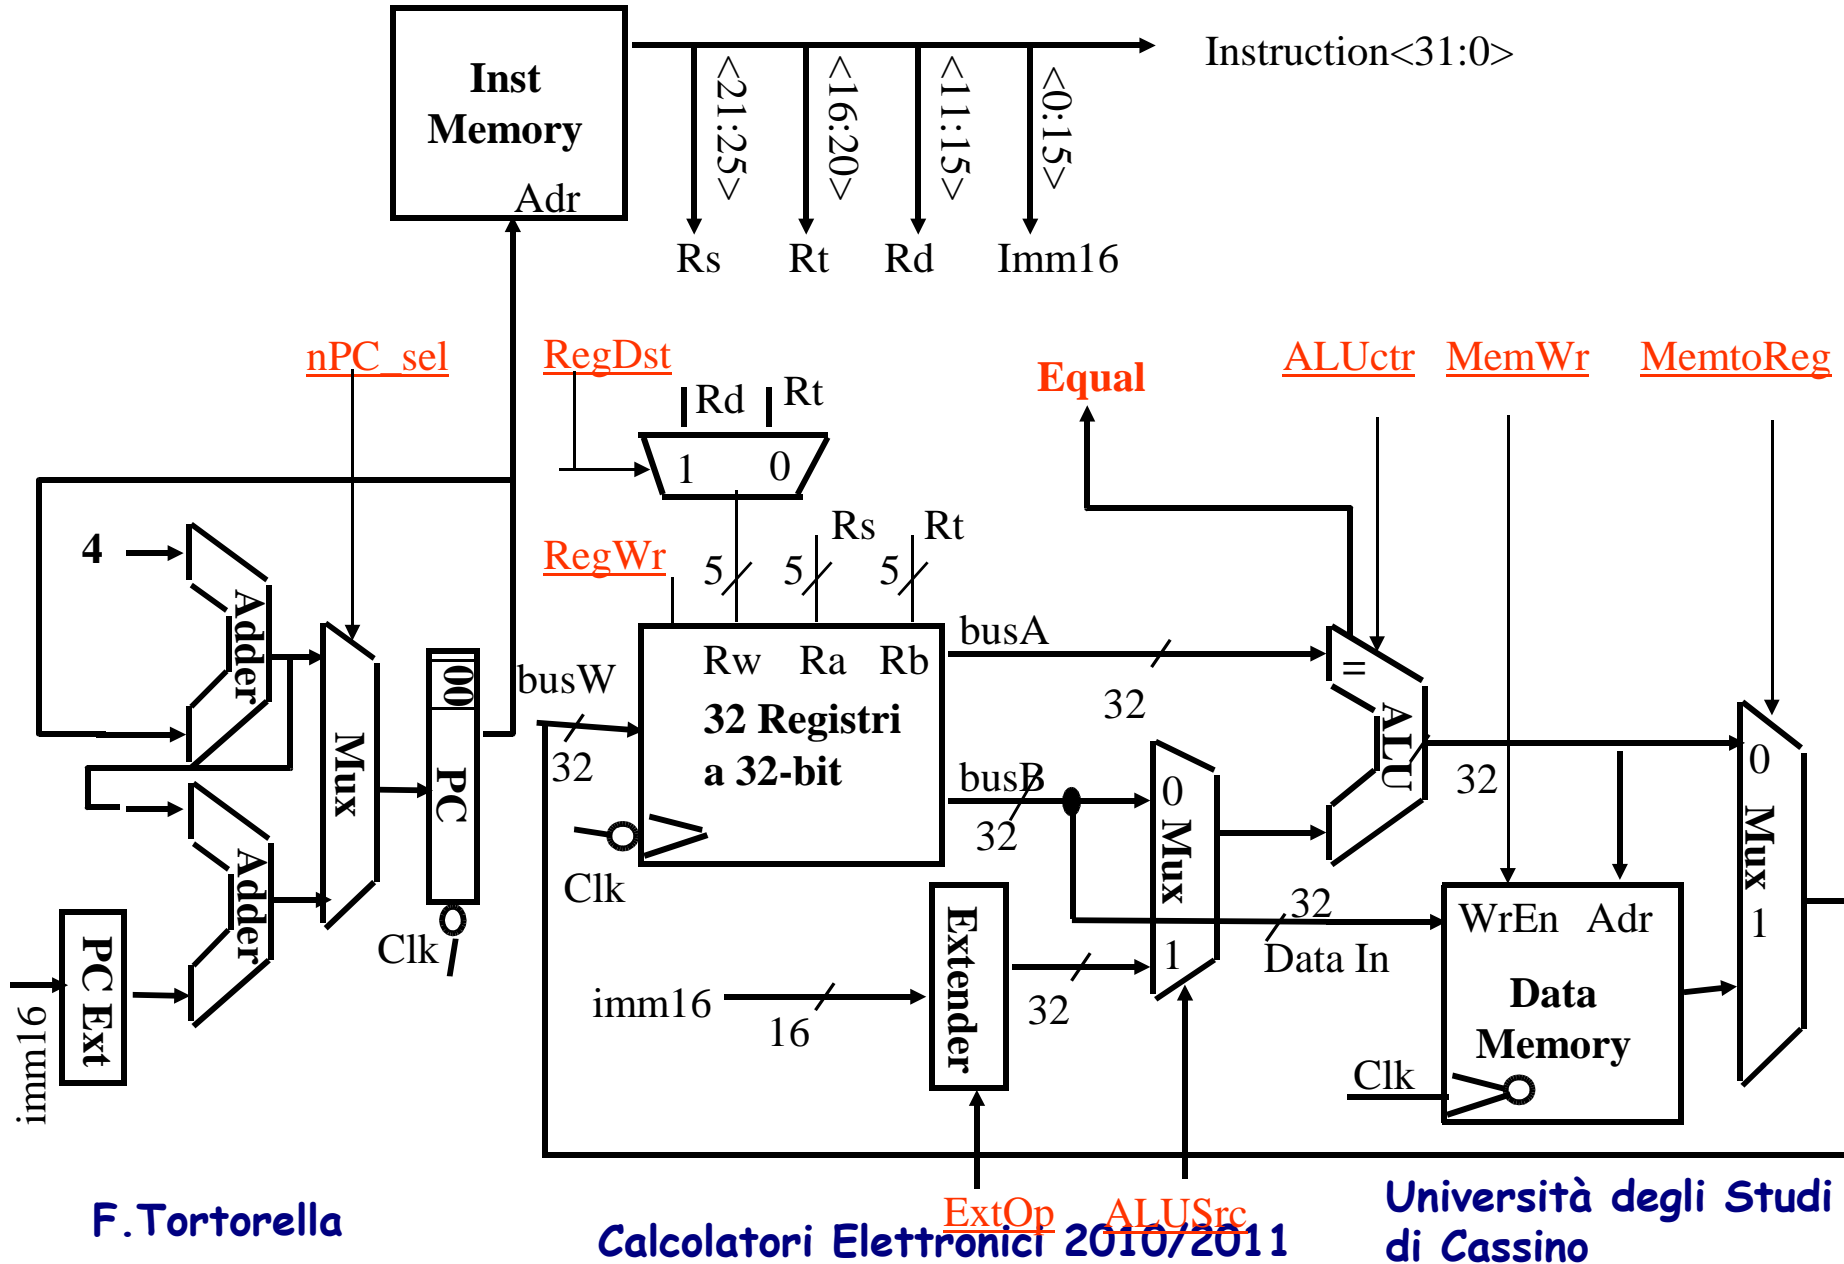 Inst
Memory
Adr
Instruction<31:0>
<21:25>
<16:20>
<11:15>
<0:15>
Rs
Rt
Rd
Imm16
nPC_sel
RegDst
Rd
Rt
1
0
Equal
ALUctr
MemWr
MemtoReg
4
Adder
RegWr
5
5
5
Rs
Rt
Rw
Ra
Rb
busW
32
32 Registri
a 32-bit
Clk
busA
32
busB
32
Mux
00
PC
Clk
Adder
PC Ext
imm16
=
ALU
32
0
Mux
1
32
Data In
imm16
16
Extender
32
WrEn
Adr
Data
Memory
Clk
0
Mux
1
ExtOp
ALUSrc
F.Tortorella
Calcolatori Elettronici 2010/2011
Università degli Studi
di Cassino